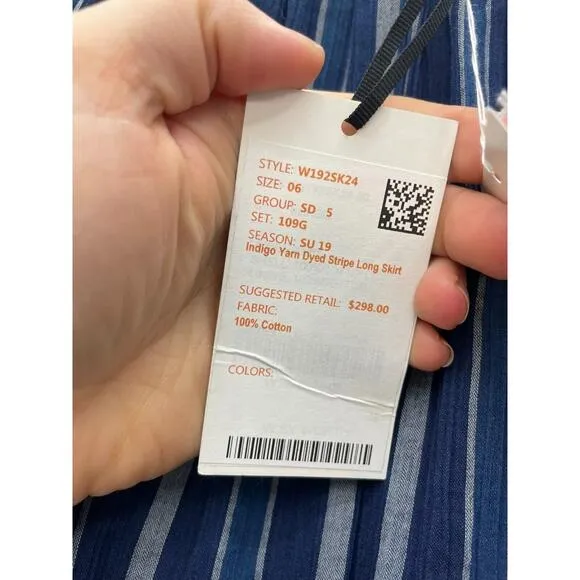 STYLE: W192SK24
SIZE: 06
GROUP: SD 5
SET: 109G
SEASON: SU 19
Indigo Yarn Dyed Stripe Long Skirt
SUGGESTED RETAIL: $298.00
FABRIC:
100% Cotton
COLORS: